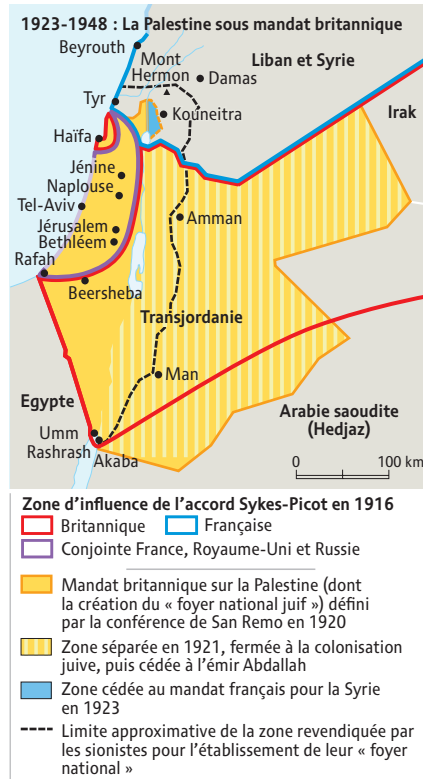 1923-1948 : La Palestine sous mandat britannique
Beyrouth
Mont
Hermon
Liban et Syrie
Damas
Tyr
Kouneitra
Irak
Haïfa
Jénine
Naplouse
Tel-Aviv
Amman
Jérusalem
Bethléem
Rafah
Beersheba
Transjordanie
Man
Egypte
Arabie saoudite
(Hedjaz)
Umm
Rashrash
Akaba
0 100 km
Zone d’influence de l’accord Sykes-Picot en 1916
Britannique Française
Conjointe France, Royaume-Uni et Russie
Mandat britannique sur la Palestine (dont
la création du « foyer national juif ») défini
par la conférence de San Remo en 1920
Zone séparée en 1921, fermée à la colonisation
juive, puis cédée à l’émir Abdallah
Zone cédée au mandat français pour la Syrie
en 1923
Limite approximative de la zone revendiquée par
les sionistes pour l’établissement de leur « foyer
national »